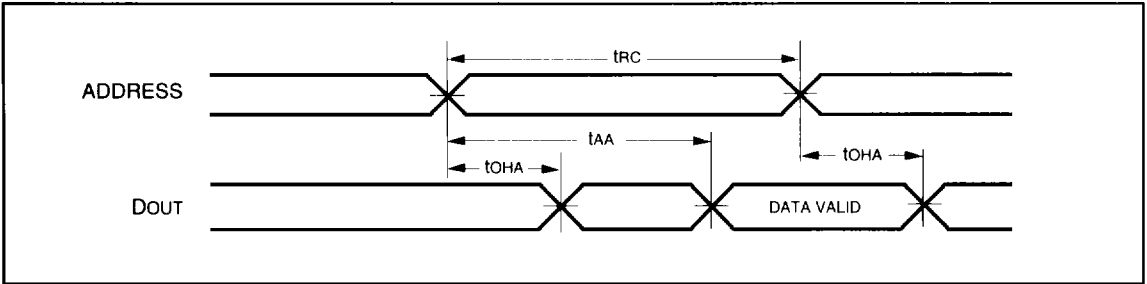 tRC
ADDRESS
tAA
tOHA
tOHA
DOUT
DATA VALID